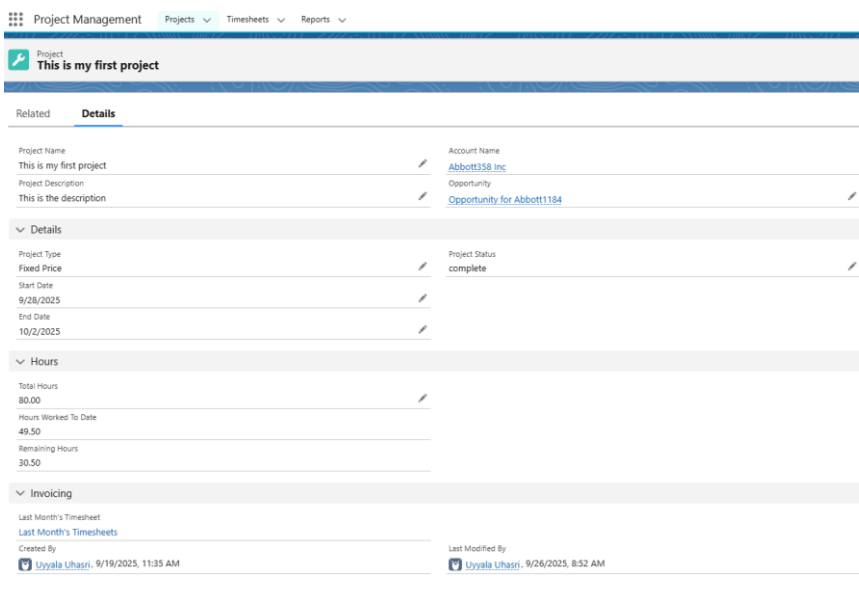 Project Management Projects Timesheets Reports
Project
This is my first project
Related Details
Project Name
This is my first project
Account Name
Abbott358 Inc
Project Description
This is the description
Opportunity
Opportunity for Abbott1184
Details
Project Type
Fixed Price
Project Status
complete
Start Date
9/28/2025
End Date
10/2/2025
Hours
Total Hours
80.00
Hours Worked To Date
49.50
Remaining Hours
30.50
Invoicing
Last Month's Timesheet
Last Month's Timesheets
Created By
Uyyala Uhasri, 9/19/2025, 11:35 AM
Last Modified By
Uyyala Uhasri, 9/26/2025, 8:52 AM